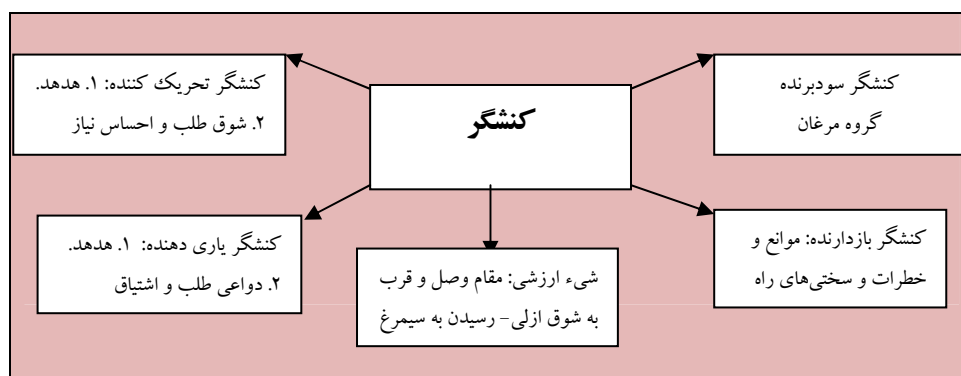 کنشگر سودبرنده
گروه مرغان
کنشگر
کنشگر تحریک کننده: ۱. هدهد.
۲. شوق طلب و احساس نیاز
کنشگر بازدارنده: موانع و
خطرات و سختی‌های راه
شیء ارزشی: مقام وصل و قرب
به شوق ازلی- رسیدن به سیمرغ
کنشگر یاری دهنده: ۱. هدهد.
۲. دواعی طلب و اشتیاق